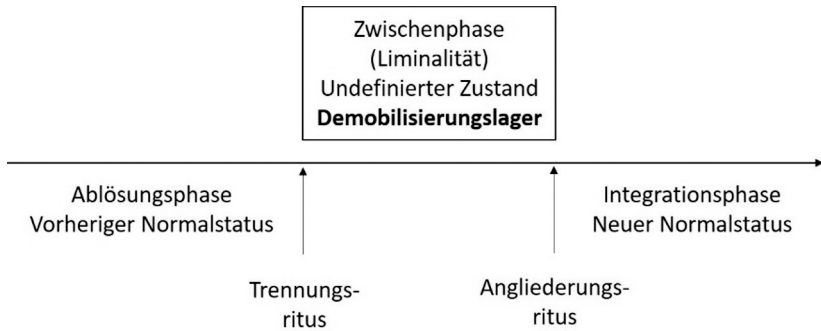 Zwischenphase
(Liminalität)
Undefinierter Zustand
Demobilisierungslager
Ablösungsphase
Vorheriger Normalstatus
Integrationsphase
Neuer Normalstatus
Trennungs-
ritus
Angliederungs-
ritus